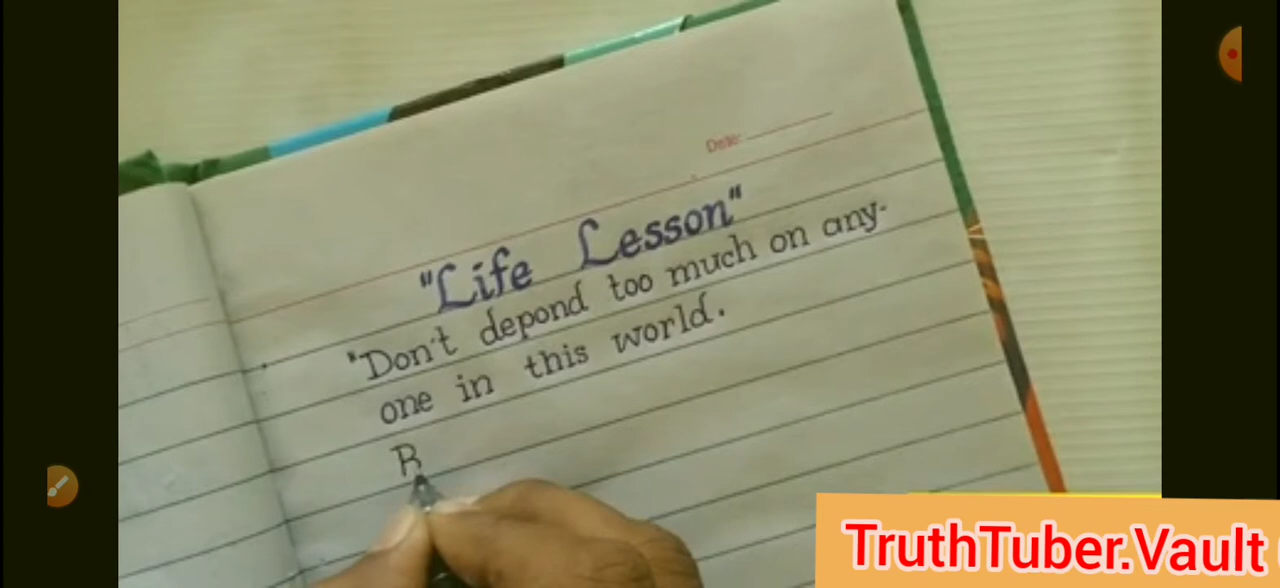 Date:
"Life Lesson"
"Don't depond too much on any-
one in this world.
B
TruthTuber.Vault